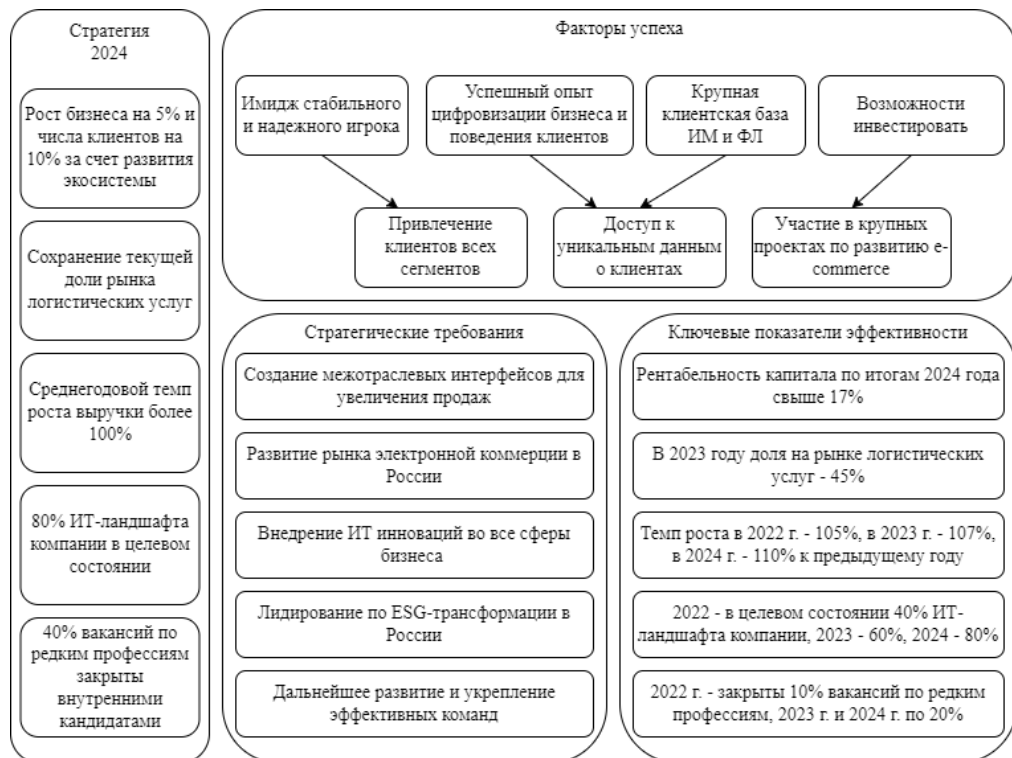 Стратегия
2024
Рост бизнеса на 5% и
числа клиентов на
10% за счет развития
экосистемы
Сохранение текущей
доли рынка
логистических услуг
Среднегодовой темп
роста выручки более
100%
80% ИТ-ландшафта
компании в целевом
состоянии
40% вакансий по
редким профессиям
закрыты
внутренними
кандидатами
Факторы успеха
Имидж стабильного
и надежного игрока
Успешный опыт
цифровизации бизнеса и
поведения клиентов
Крупная
клиентская база
ИМ и ФЛ
Возможности
инвестировать
Привлечение
клиентов всех
сегментов
Доступ к
уникальным данным
о клиентах
Участие в крупных
проектах по развитию e-
commerce
Стратегические требования
Создание межотраслевых интерфейсов для
увеличения продаж
Развитие рынка электронной коммерции в
России
Внедрение ИТ инноваций во все сферы
бизнеса
Лидирование по ESG-трансформации в
России
Дальнейшее развитие и укрепление
эффективных команд
Ключевые показатели эффективности
Рентабельность капитала по итогам 2024 года
свыше 17%
В 2023 году доля на рынке логистических
услуг - 45%
Темп роста в 2022 г. - 105%, в 2023 г. - 107%,
в 2024 г. - 110% к предыдущему году
2022 - в целевом состоянии 40% ИТ-
ландшафта компании, 2023 - 60%, 2024 - 80%
2022 г. - закрыты 10% вакансий по редким
профессиям, 2023 г. и 2024 г. по 20%